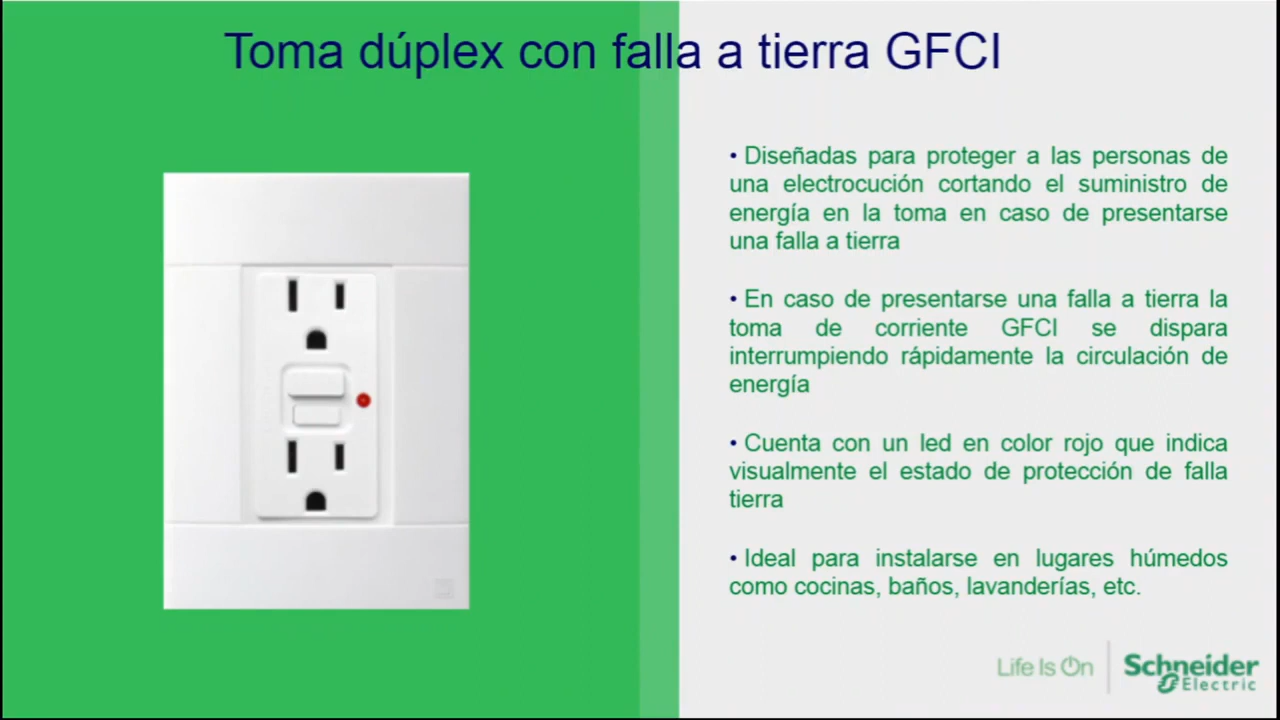 Toma dúplex con falla a tierra GFCI
• Diseñadas para proteger a las personas de
una electrocución cortando el suministro de
energía en la toma en caso de presentarse
una falla a tierra
• En caso de presentarse una falla a tierra la
toma de corriente GFCI se dispara
interrumpiendo rápidamente la circulación de
energía
• Cuenta con un led en color rojo que indica
visualmente el estado de protección de falla
tierra
• Ideal para instalarse en lugares húmedos
como cocinas, baños, lavanderías, etc.
Life Is On
Schneider
Electric